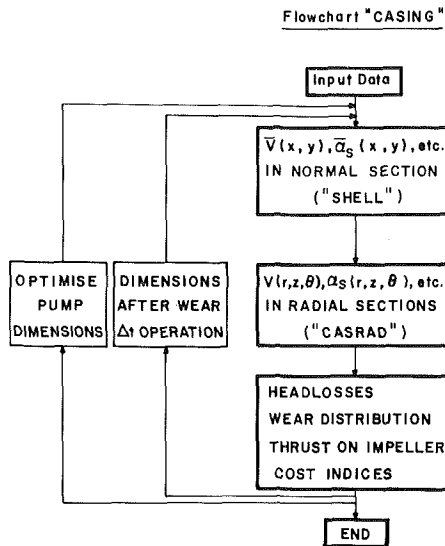 Flowchart "CASING"
Input Data
V̅(x,y), α̅S(x,y), etc.
IN NORMAL SECTION
("SHELL")
OPTIMISE
PUMP
DIMENSIONS
DIMENSIONS
AFTER WEAR
Δt OPERATION
V(r,z,θ), αS(r,z,θ), etc.
IN RADIAL SECTIONS
("CASRAD")
HEADLOSSES
WEAR DISTRIBUTION
THRUST ON IMPELLER
COST INDICES
END